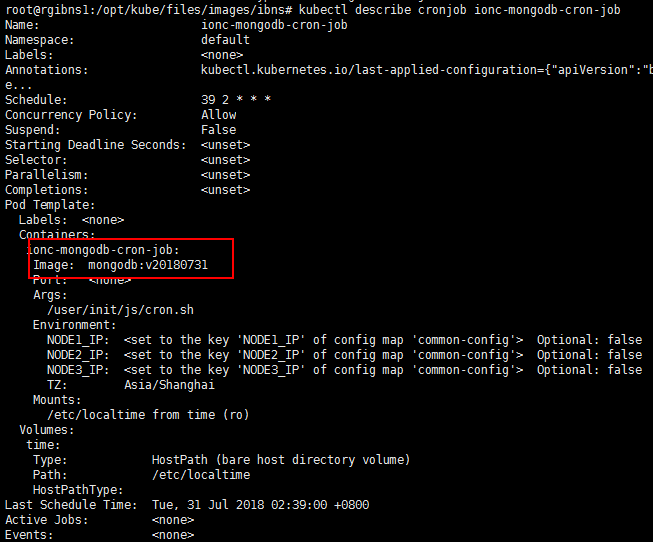 root@rgibns1:/opt/kube/files/images/ibns# kubectl describe cronjob ionc-mongodb-cron-job
Name:                       ionc-mongodb-cron-job
Namespace:                  default
Labels:                     <none>
Annotations:                kubectl.kubernetes.io/last-applied-configuration={"apiVersion":"b
e...
Schedule:                   39 2 * * *
Concurrency Policy:         Allow
Suspend:                    False
Starting Deadline Seconds:  <unset>
Selector:                   <unset>
Parallelism:                <unset>
Completions:                <unset>
Pod Template:
  Labels:  <none>
  Containers:
   ionc-mongodb-cron-job:
    Image:  mongodb:v20180731
    Port:   <none>
    Args:
      /user/init/js/cron.sh
    Environment:
      NODE1_IP:  <set to the key 'NODE1_IP' of config map 'common-config'>  Optional: false
      NODE2_IP:  <set to the key 'NODE2_IP' of config map 'common-config'>  Optional: false
      NODE3_IP:  <set to the key 'NODE3_IP' of config map 'common-config'>  Optional: false
      TZ:        Asia/Shanghai
    Mounts:
      /etc/localtime from time (ro)
  Volumes:
   time:
    Type:            HostPath (bare host directory volume)
    Path:            /etc/localtime
    HostPathType:
Last Schedule Time:  Tue, 31 Jul 2018 02:39:00 +0800
Active Jobs:         <none>
Events:              <none>